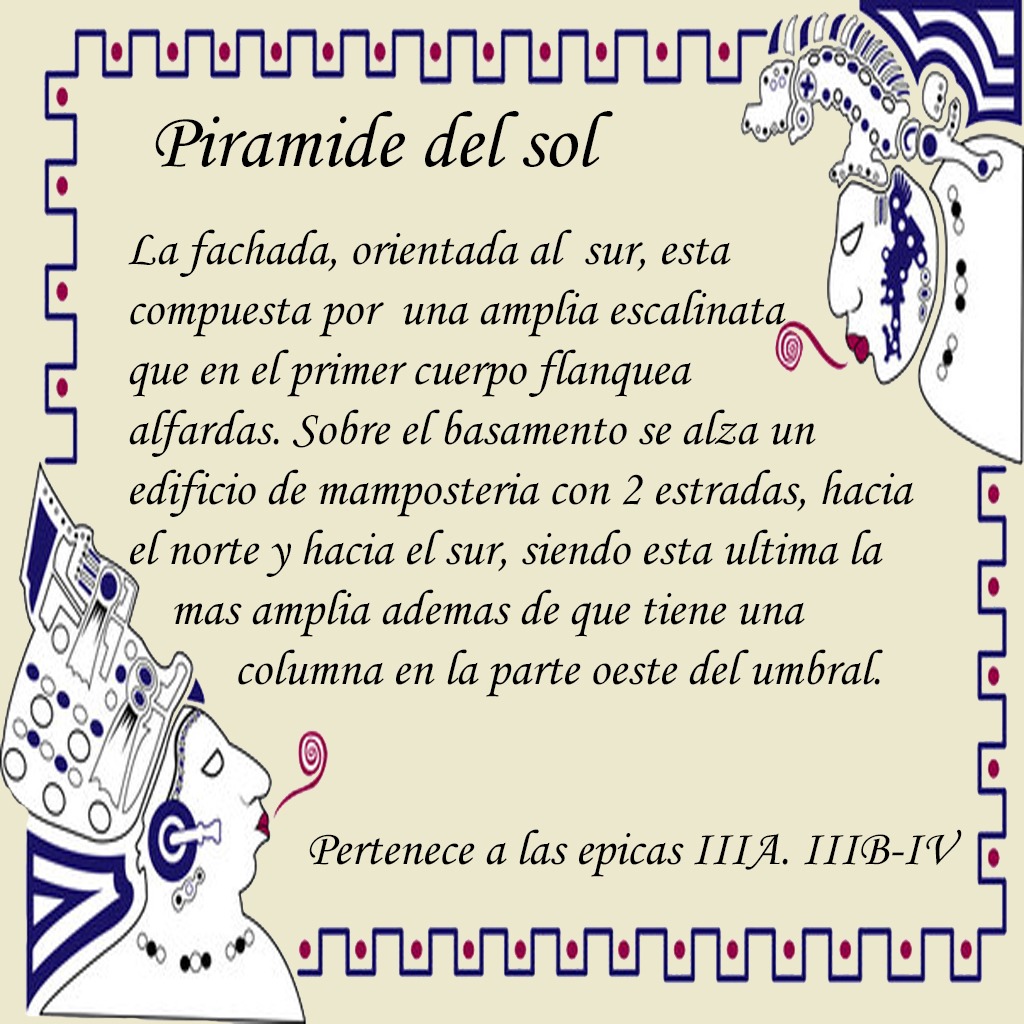 Piramide del sol
La fachada, orientada al sur, esta
compuesta por una amplia escalinata
que en el primer cuerpo flanquea
alfardas. Sobre el basamento se alza un
edificio de mamposteria con 2 estradas, hacia
el norte y hacia el sur, siendo esta ultima la
mas amplia ademas de que tiene una
columna en la parte oeste del umbral.
Pertenece a las epicas IIIA. IIIB-IV